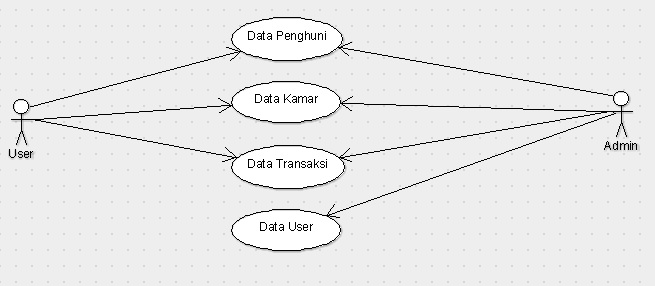 Data Penghuni
Data Kamar
User
Admin
Data Transaksi
Data User